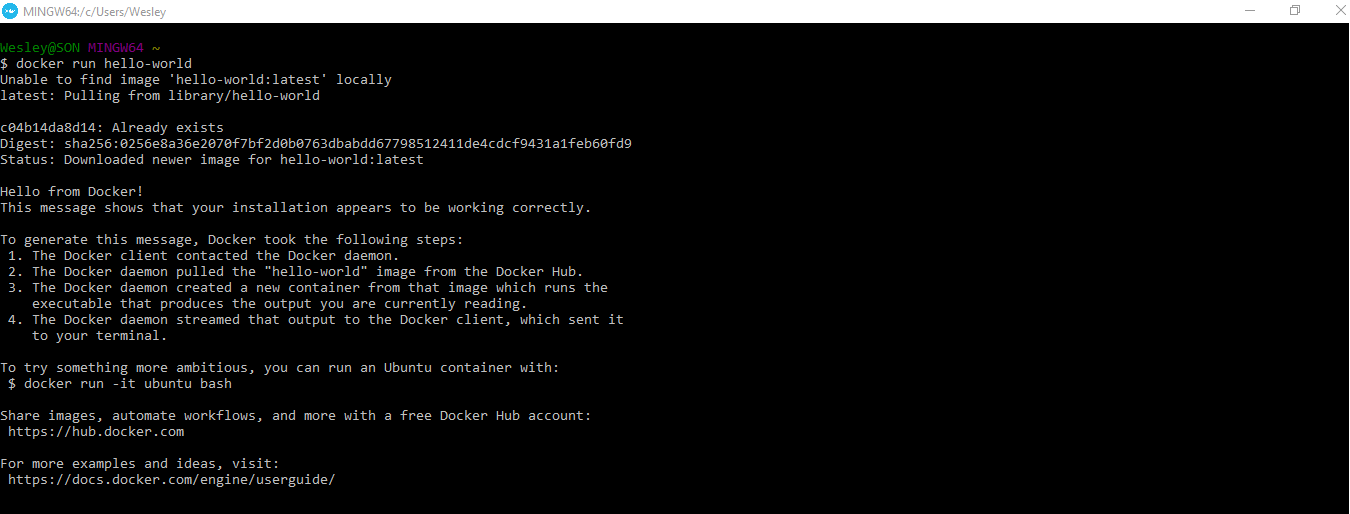 MINGW64:/c/Users/Wesley
Wesley@SON MINGW64 ~
$ docker run hello-world
Unable to find image 'hello-world:latest' locally
latest: Pulling from library/hello-world
c04b14da8d14: Already exists
Digest: sha256:0256e8a36e2070f7bf2d0b0763dbabdd67798512411de4cdcf9431a1feb60fd9
Status: Downloaded newer image for hello-world:latest
Hello from Docker!
This message shows that your installation appears to be working correctly.
To generate this message, Docker took the following steps:
1. The Docker client contacted the Docker daemon.
2. The Docker daemon pulled the "hello-world" image from the Docker Hub.
3. The Docker daemon created a new container from that image which runs the
executable that produces the output you are currently reading.
4. The Docker daemon streamed that output to the Docker client, which sent it
to your terminal.
To try something more ambitious, you can run an Ubuntu container with:
$ docker run -it ubuntu bash
Share images, automate workflows, and more with a free Docker Hub account:
https://hub.docker.com
For more examples and ideas, visit:
https://docs.docker.com/engine/userguide/